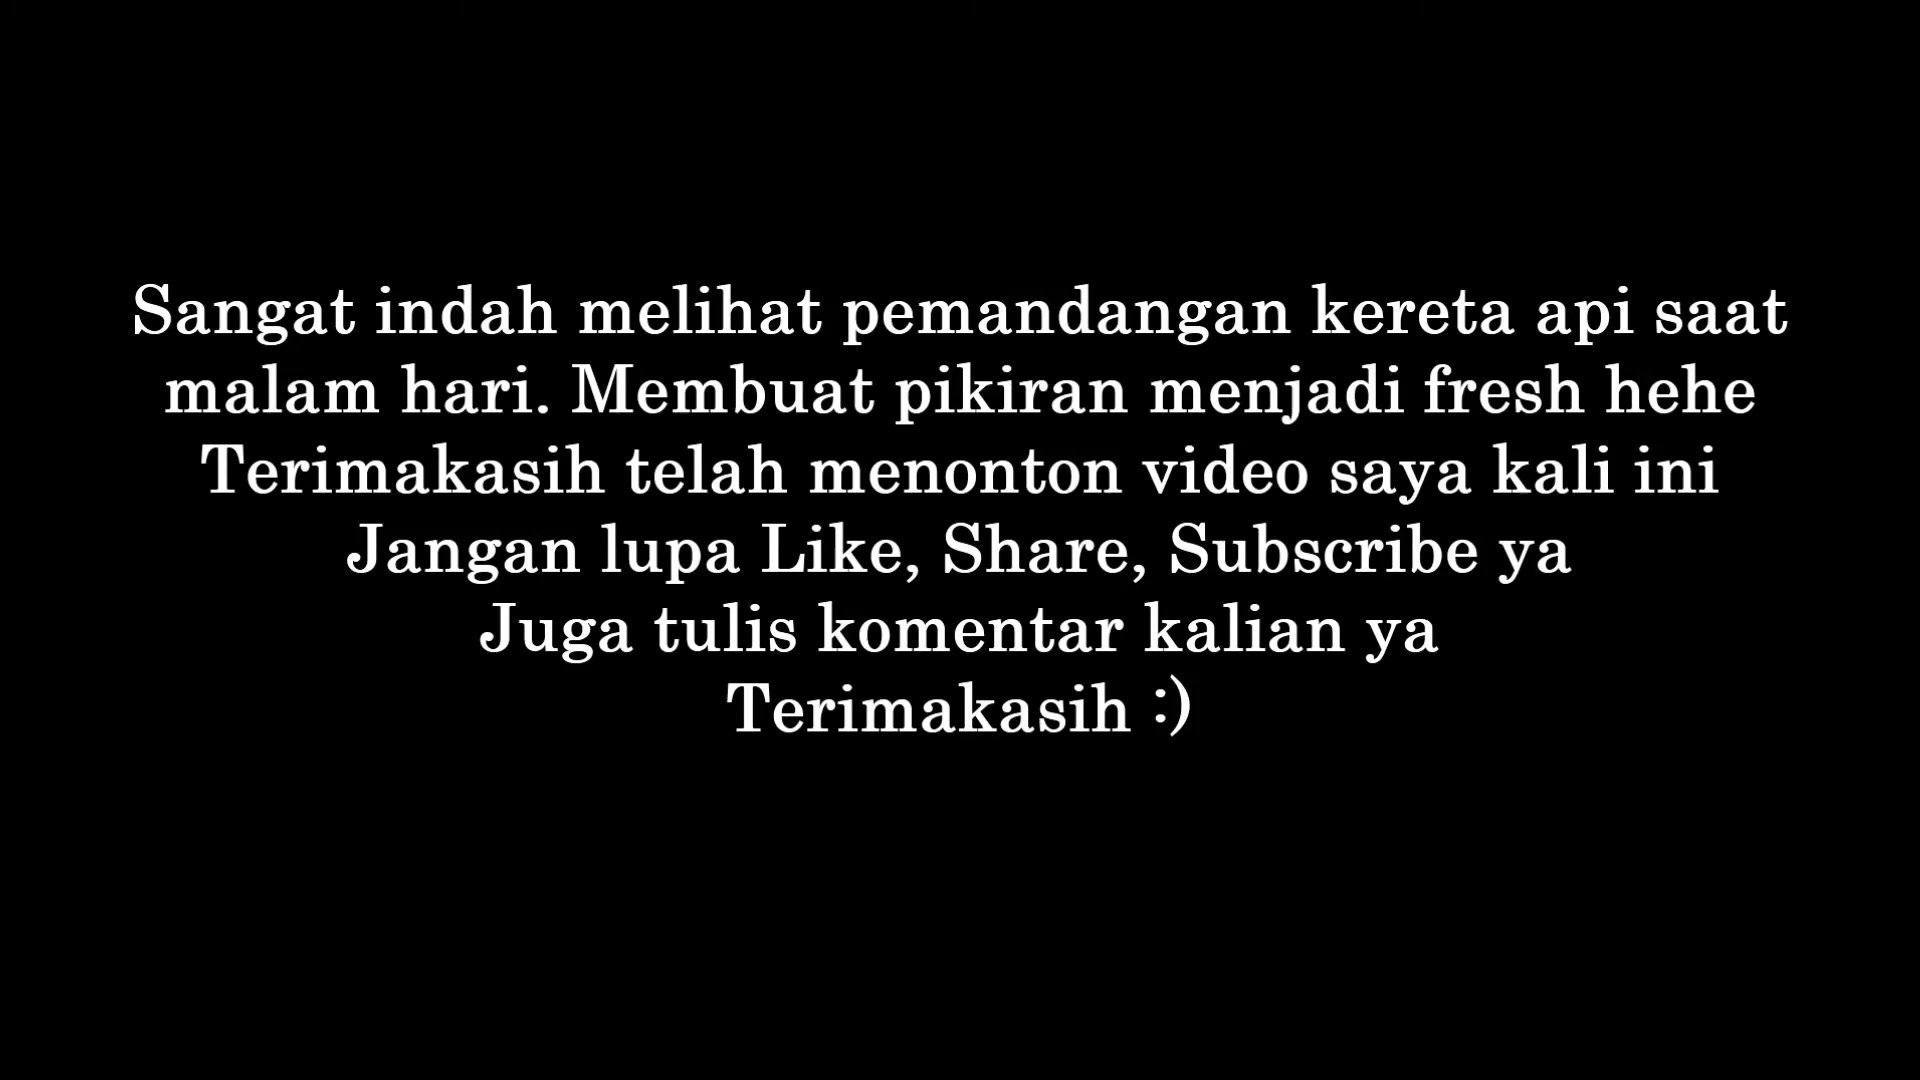 Sangat indah melihat pemandangan kereta api saat
malam hari. Membuat pikiran menjadi fresh hehe
Terimakasih telah menonton video saya kali ini
Jangan lupa Like, Share, Subscribe ya
Juga tulis komentar kalian ya
Terimakasih :)